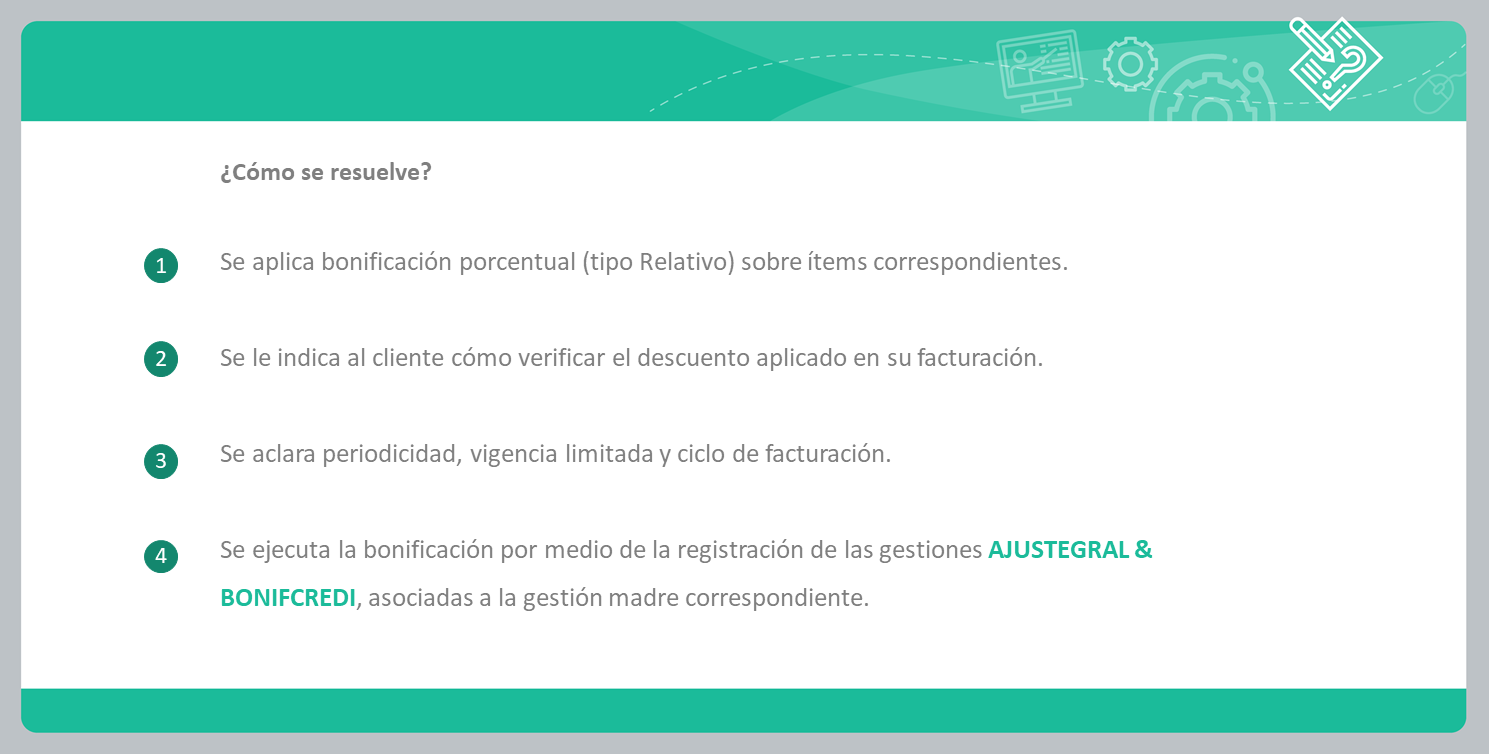 ¿Cómo se resuelve?
1 Se aplica bonificación porcentual (tipo Relativo) sobre ítems correspondientes.
2 Se le indica al cliente cómo verificar el descuento aplicado en su facturación.
3 Se aclara periodicidad, vigencia limitada y ciclo de facturación.
4 Se ejecuta la bonificación por medio de la registración de las gestiones AJUSTEGRAL &
BONIFCREDI, asociadas a la gestión madre correspondiente.